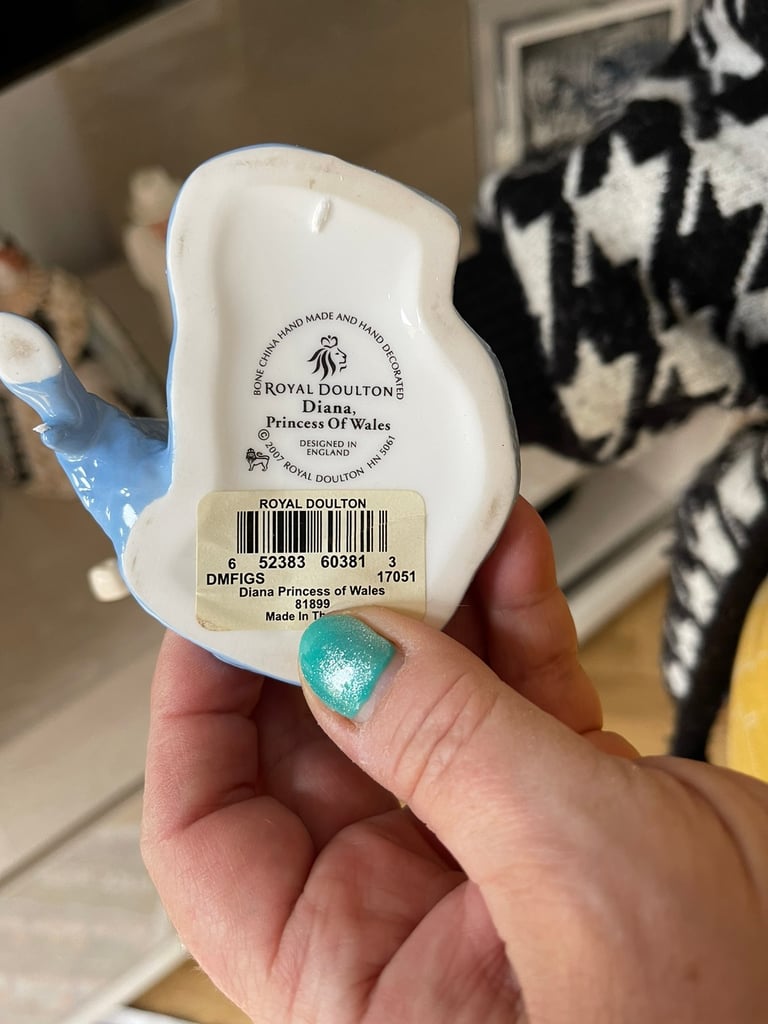 BONE CHINA HAND MADE AND HAND DECORATED
ROYAL DOULTON
Diana,
Princess Of Wales
DESIGNED IN
ENGLAND
© 2007 ROYAL DOULTON HN 5061
ROYAL DOULTON
6 52383 60381 3
DMFIGS 17051
Diana Princess of Wales
81899
Made In